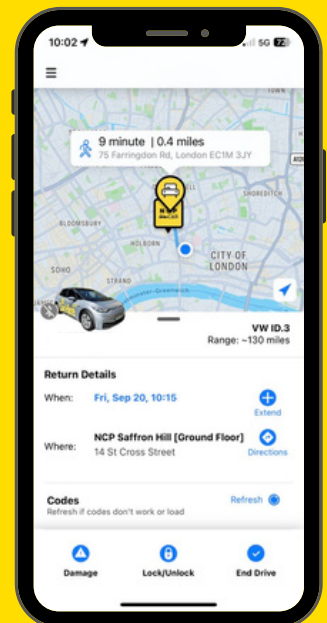 10:02
5G 72
9 minute | 0.4 miles
75 Farringdon Rd, London EC1M 3JY
SHOREDITCH
BLOOMSBURY
NCP
HOLBORN
CITY OF
LONDON
SOHO
STRAND
VW ID.3
Range: ~130 miles
Return Details
When: Fri, Sep 20, 10:15
Extend
Where: NCP Saffron Hill [Ground Floor]
14 St Cross Street
Directions
Codes
Refresh
Refresh if codes don't work or load
Damage Lock/Unlock End Drive